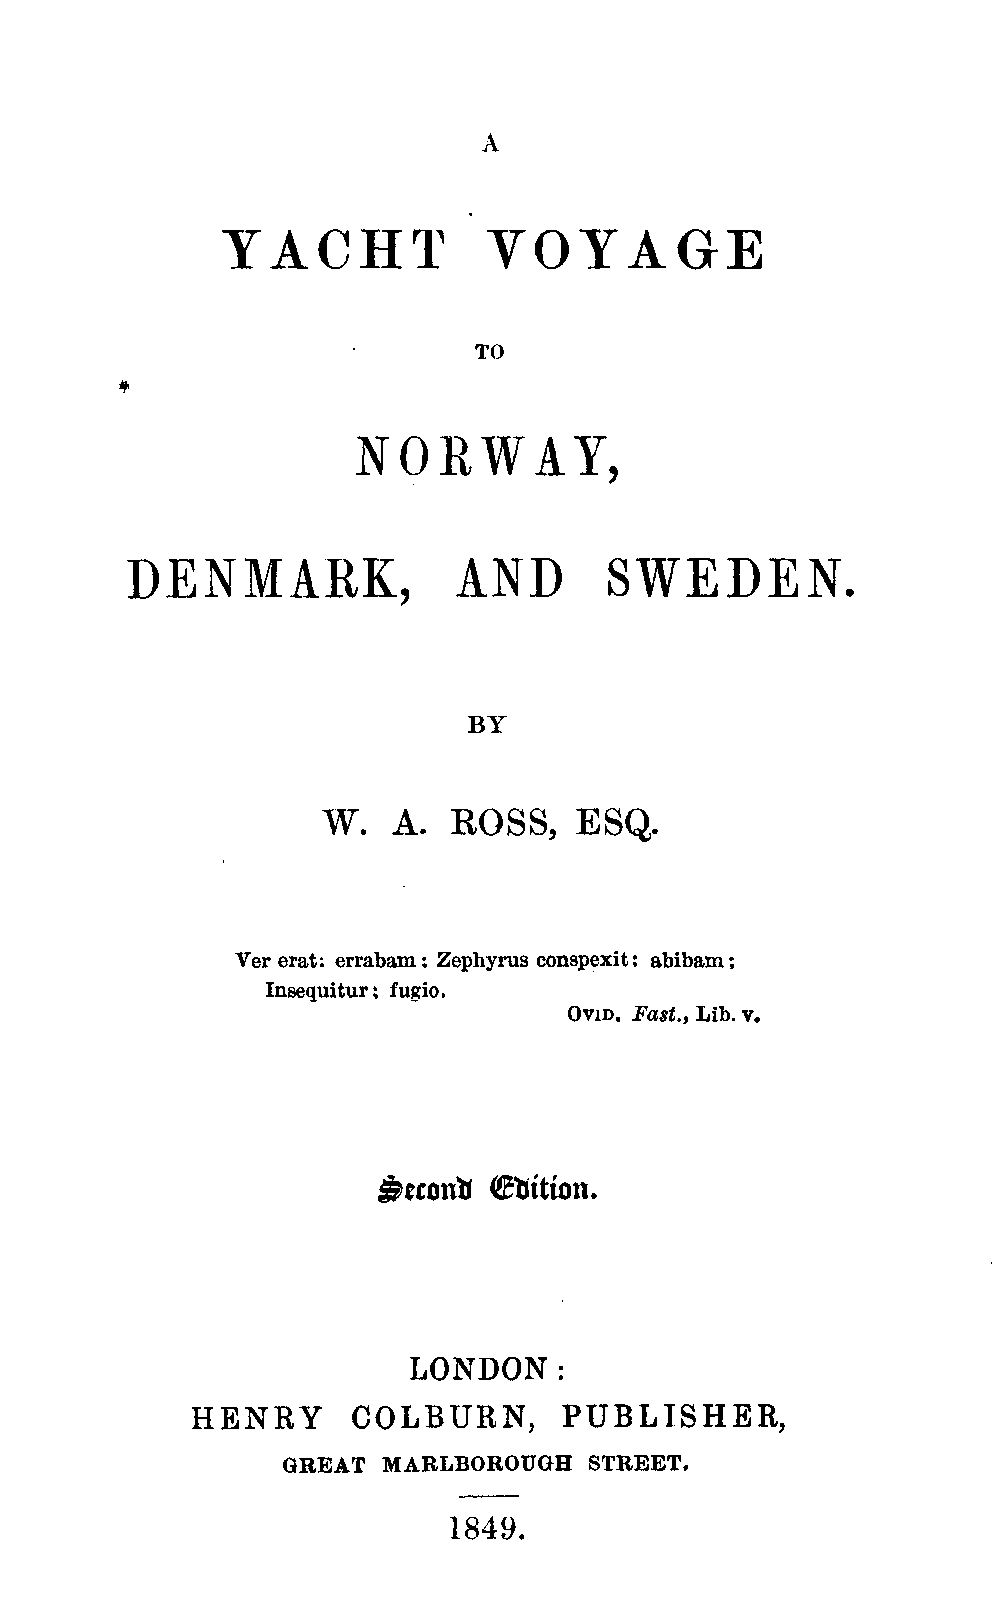 A
YACHT VOYAGE
TO
NORWAY,
DENMARK, AND SWEDEN.
BY
W. A. ROSS, ESQ.
Ver erat: errabam; Zephyrus conspexit: abibam;
Insequitur; fugio.
OVID. Fast., Lib. v.
Second Edition.
LONDON:
HENRY COLBURN, PUBLISHER,
GREAT MARLBOROUGH STREET.
1849.